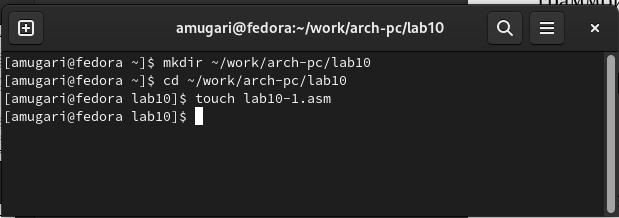 amugari@fedora:~/work/arch-pc/lab10
[amugari@fedora ~]$ mkdir ~/work/arch-pc/lab10
[amugari@fedora ~]$ cd ~/work/arch-pc/lab10
[amugari@fedora lab10]$ touch lab10-1.asm
[amugari@fedora lab10]$